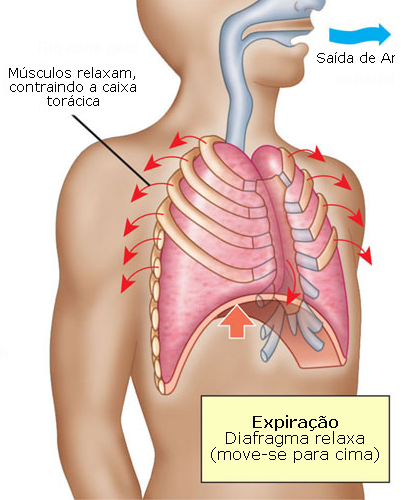 Saída de Ar
Músculos relaxam,
contraindo a caixa
torácica
Expiração
Diafragma relaxa
(move-se para cima)